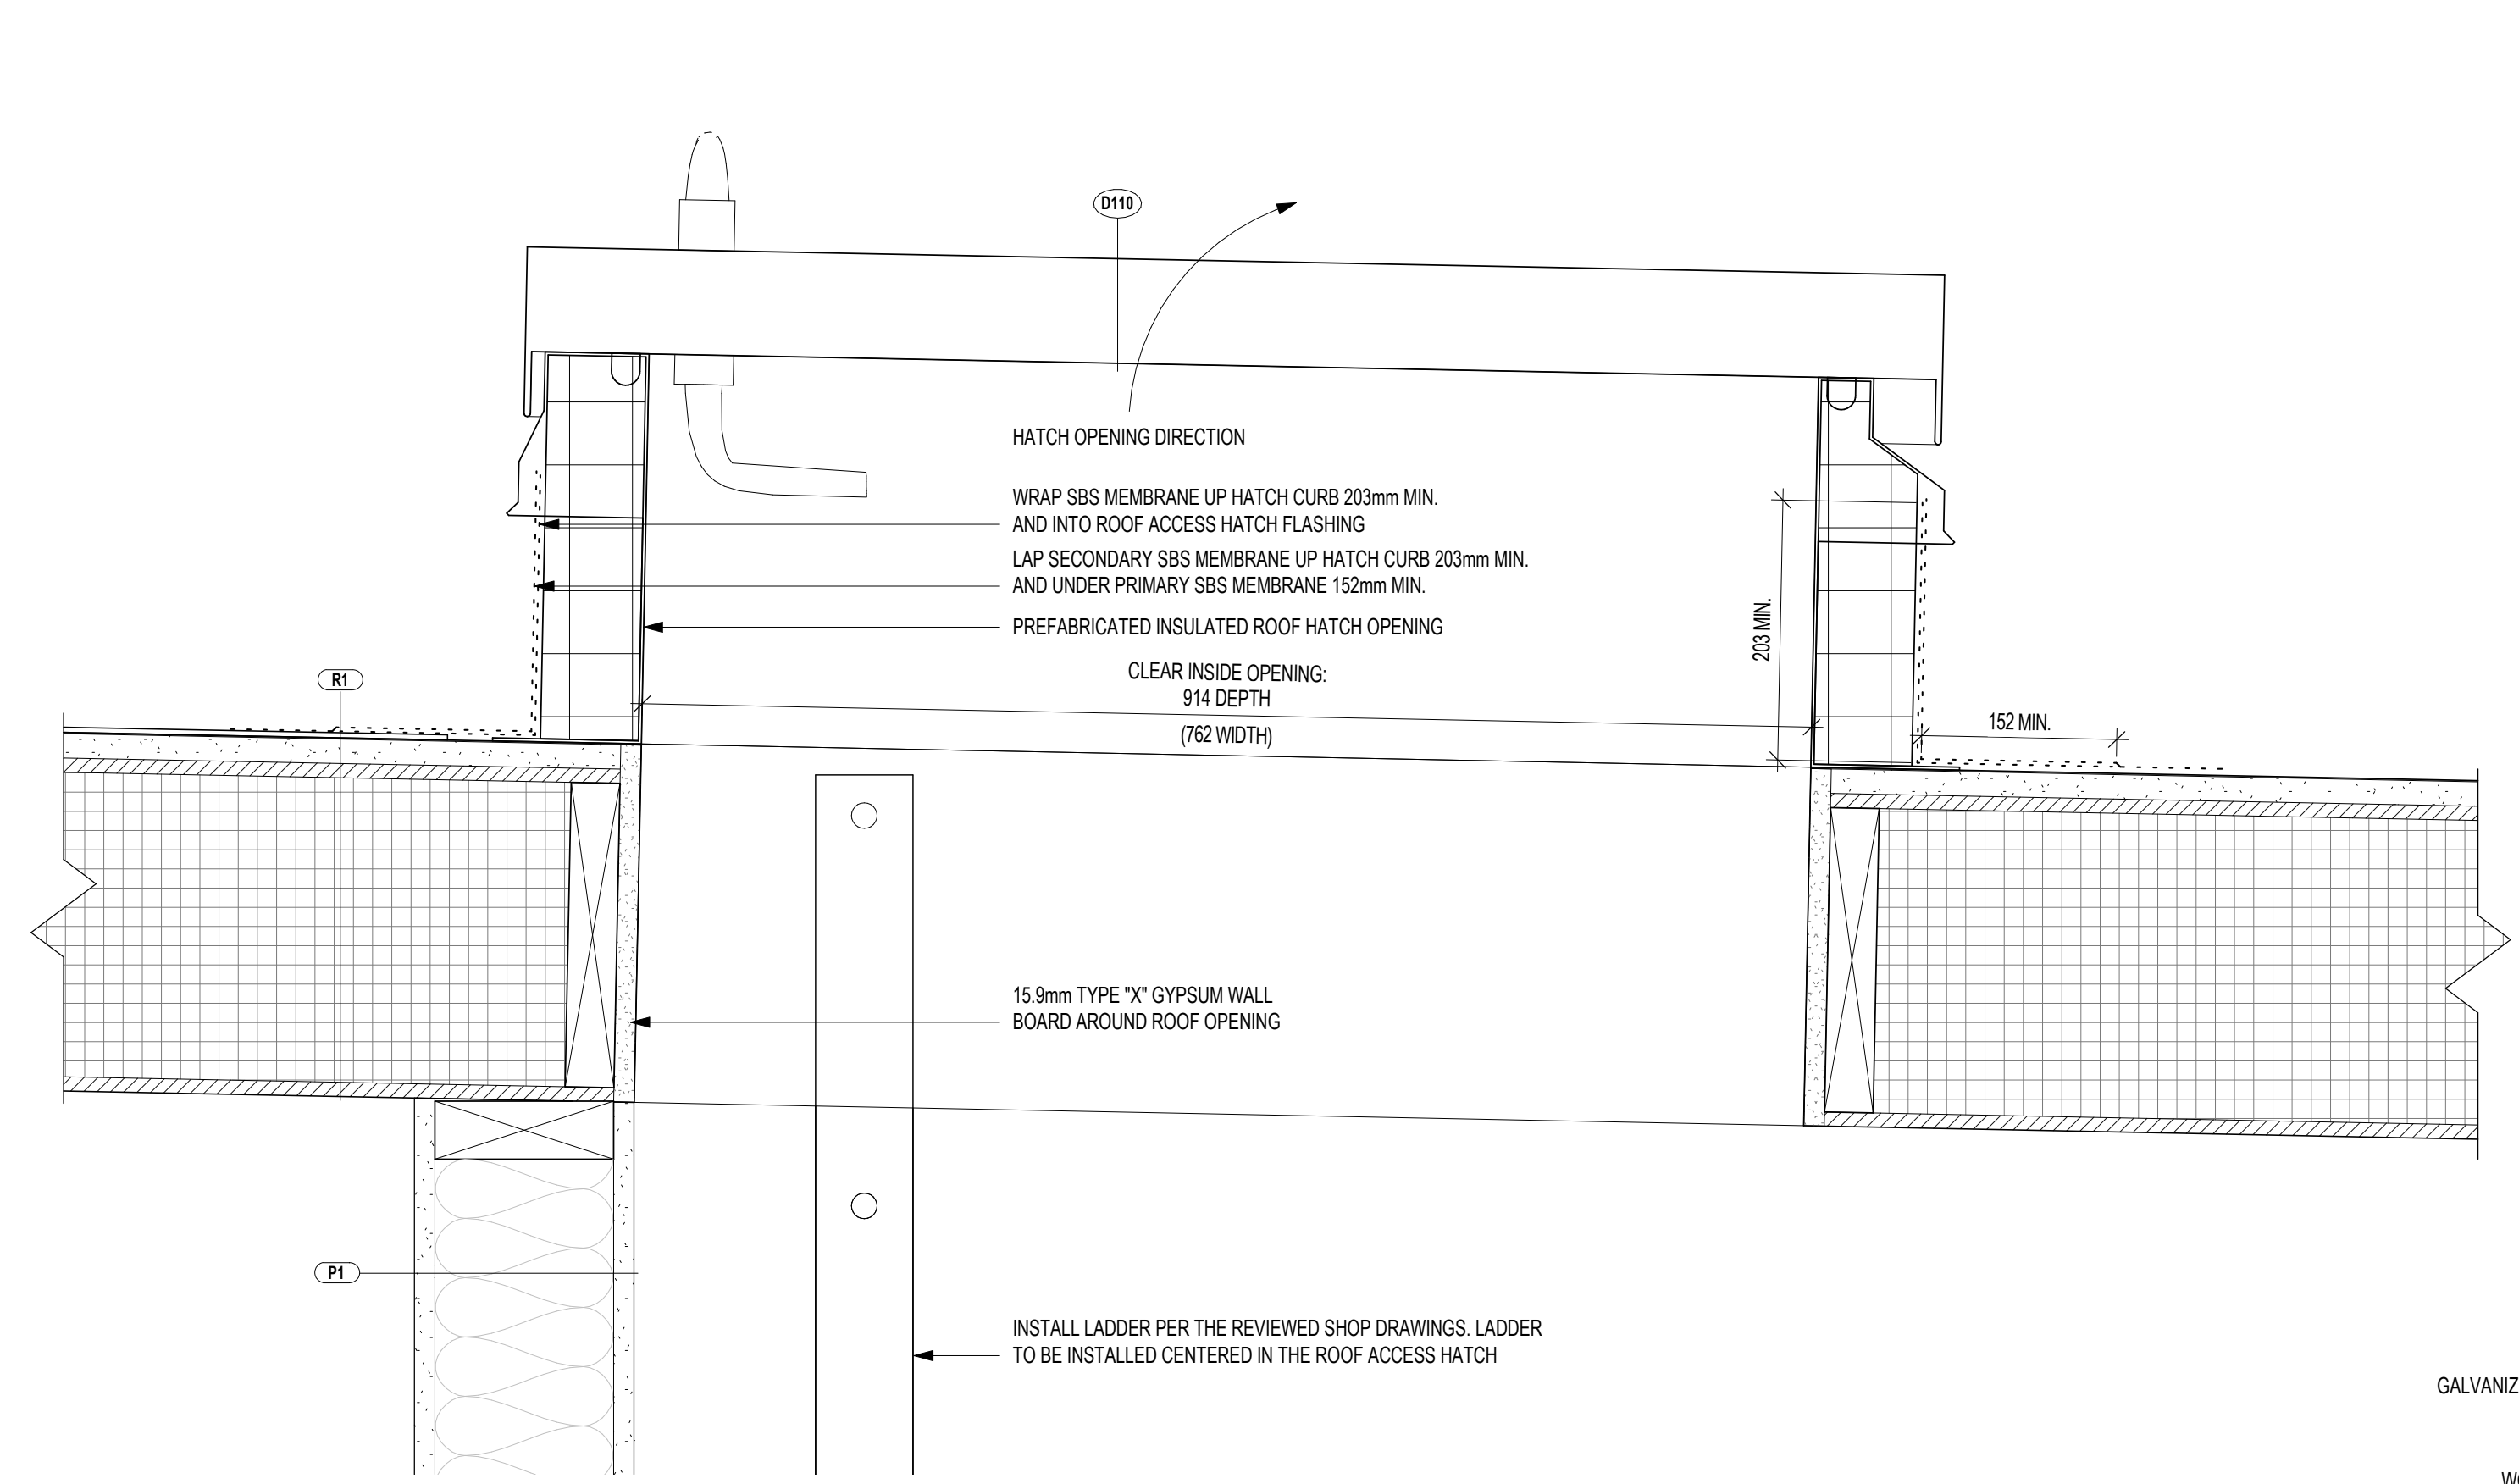 D110
HATCH OPENING DIRECTION
WRAP SBS MEMBRANE UP HATCH CURB 203mm MIN.
AND INTO ROOF ACCESS HATCH FLASHING
LAP SECONDARY SBS MEMBRANE UP HATCH CURB 203mm MIN.
AND UNDER PRIMARY SBS MEMBRANE 152mm MIN.
PREFABRICATED INSULATED ROOF HATCH OPENING
203 MIN.
R1
CLEAR INSIDE OPENING:
914 DEPTH
(762 WIDTH)
152 MIN.
15.9mm TYPE "X" GYPSUM WALL
BOARD AROUND ROOF OPENING
P1
INSTALL LADDER PER THE REVIEWED SHOP DRAWINGS. LADDER
TO BE INSTALLED CENTERED IN THE ROOF ACCESS HATCH
GALVANIZ